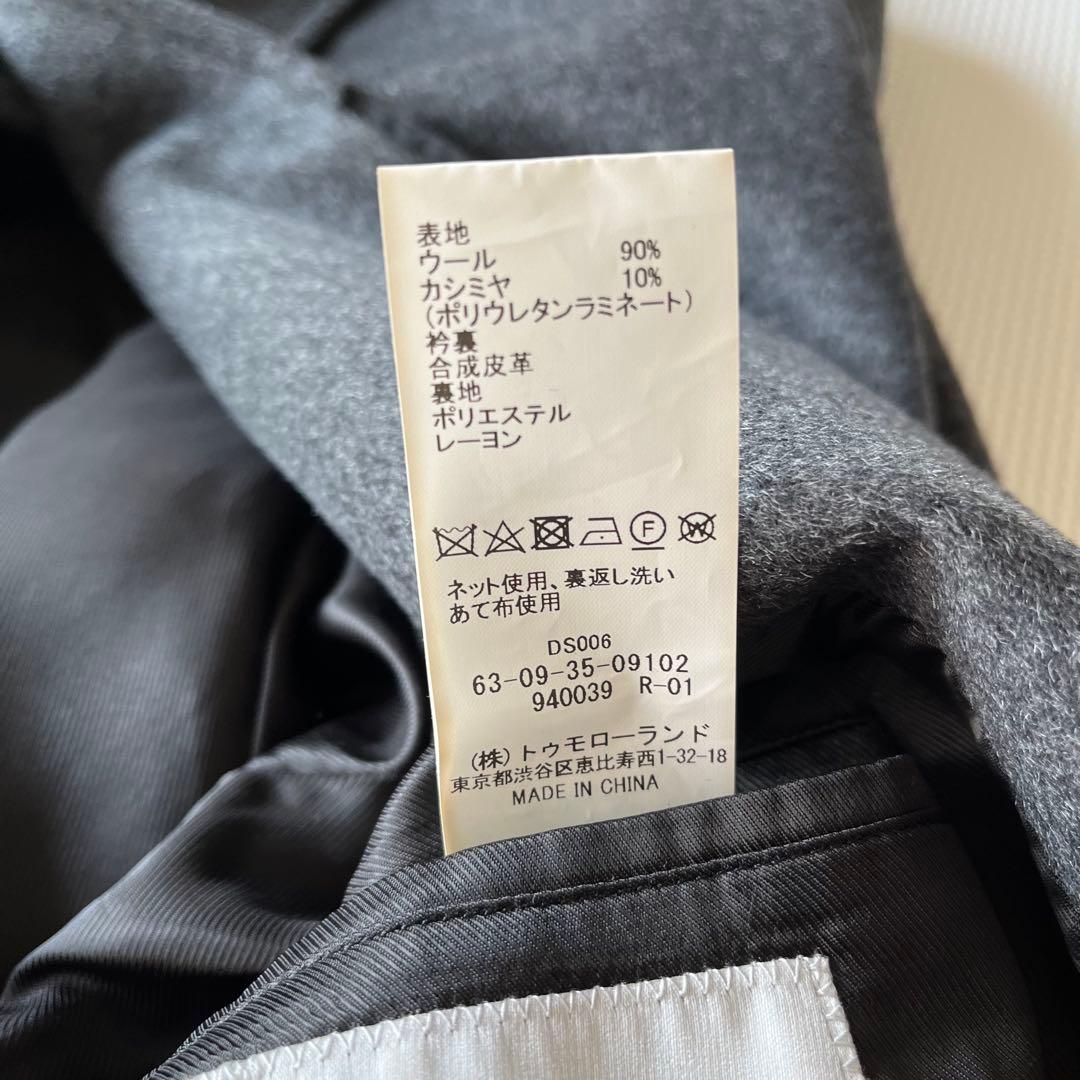 表地
ウール 90%
カシミヤ 10%
(ポリウレタンラミネート)
衿裏
合成皮革
裏地
ポリエステル
レーヨン
F W
ネット使用、裏返し洗い
あて布使用
DS006
63-09-35-09102
940039 R-01
(株)トゥモローランド
東京都渋谷区恵比寿西1-32-18
MADE IN CHINA